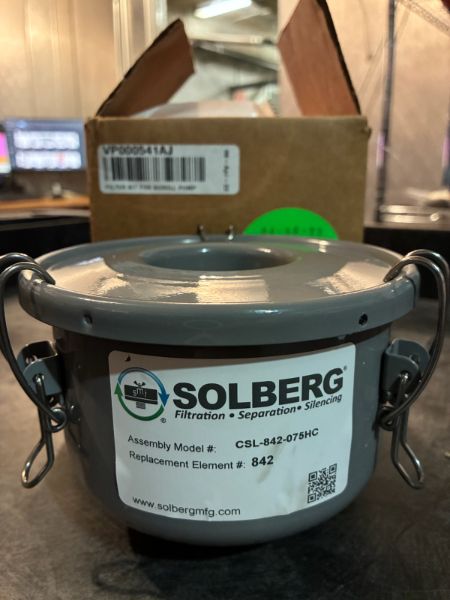 VP000541AJ
FILTER KIT FOR SCROLL PUMP
SOLBERG®
Filtration • Separation • Silencing
Assembly Model #: CSL-842-075HC
Replacement Element #: 842
www.solbergmfg.com